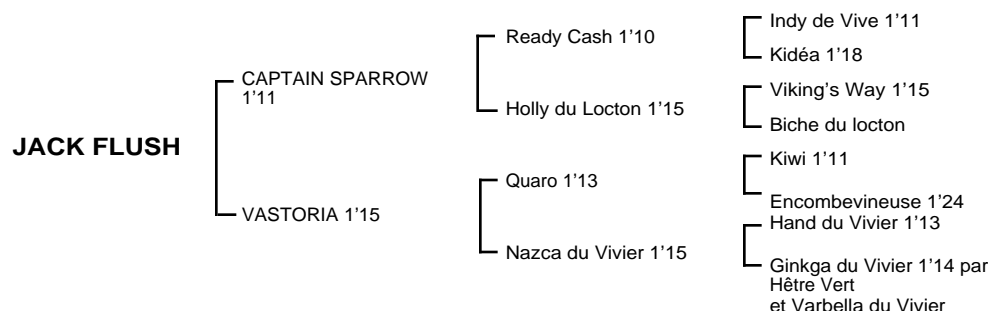 JACK FLUSH
CAPTAIN SPARROW
1’11
VASTORIA 1’15
Ready Cash 1’10
Holly du Locton 1’15
Quaro 1’13
Nazca du Vivier 1’15
Indy de Vive 1’11
Kidéa 1’18
Viking’s Way 1’15
Biche du locton
Kiwi 1’11
Encombevineuse 1’24
Hand du Vivier 1’13
Ginkga du Vivier 1’14 par
Hêtre Vert
et Varbella du Vivier